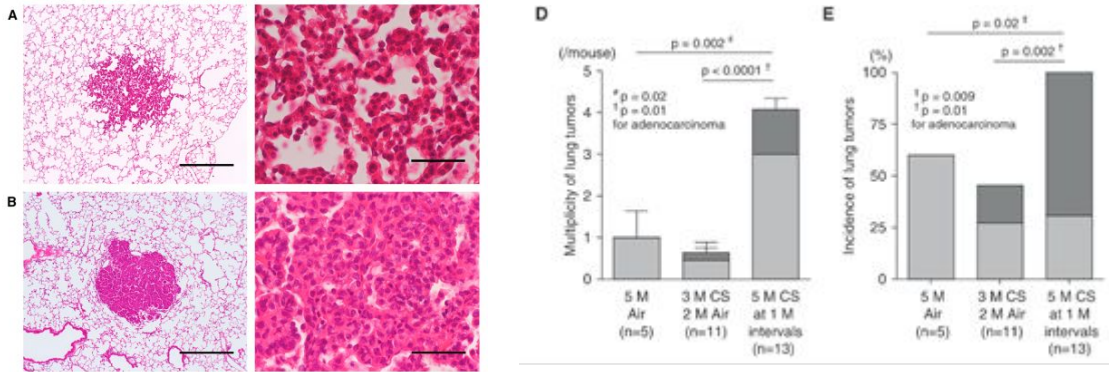 A
B
D
(/mouse)
p = 0.002 #
p < 0.0001 †
# p = 0.02
† p = 0.01
for adenocarcinoma
Multiplicity of lung tumors
5
4
3
2
1
0
5 M
Air
(n=5)
3 M CS
2 M Air
(n=11)
5 M CS
at 1 M
intervals
(n=13)
E
(%)
p = 0.02 ‡
p = 0.002 †
‡ p = 0.009
† p = 0.01
for adenocarcinoma
Incidence of lung tumors
100
75
50
25
0
5 M
Air
(n=5)
3 M CS
2 M Air
(n=11)
5 M CS
at 1 M
intervals
(n=13)